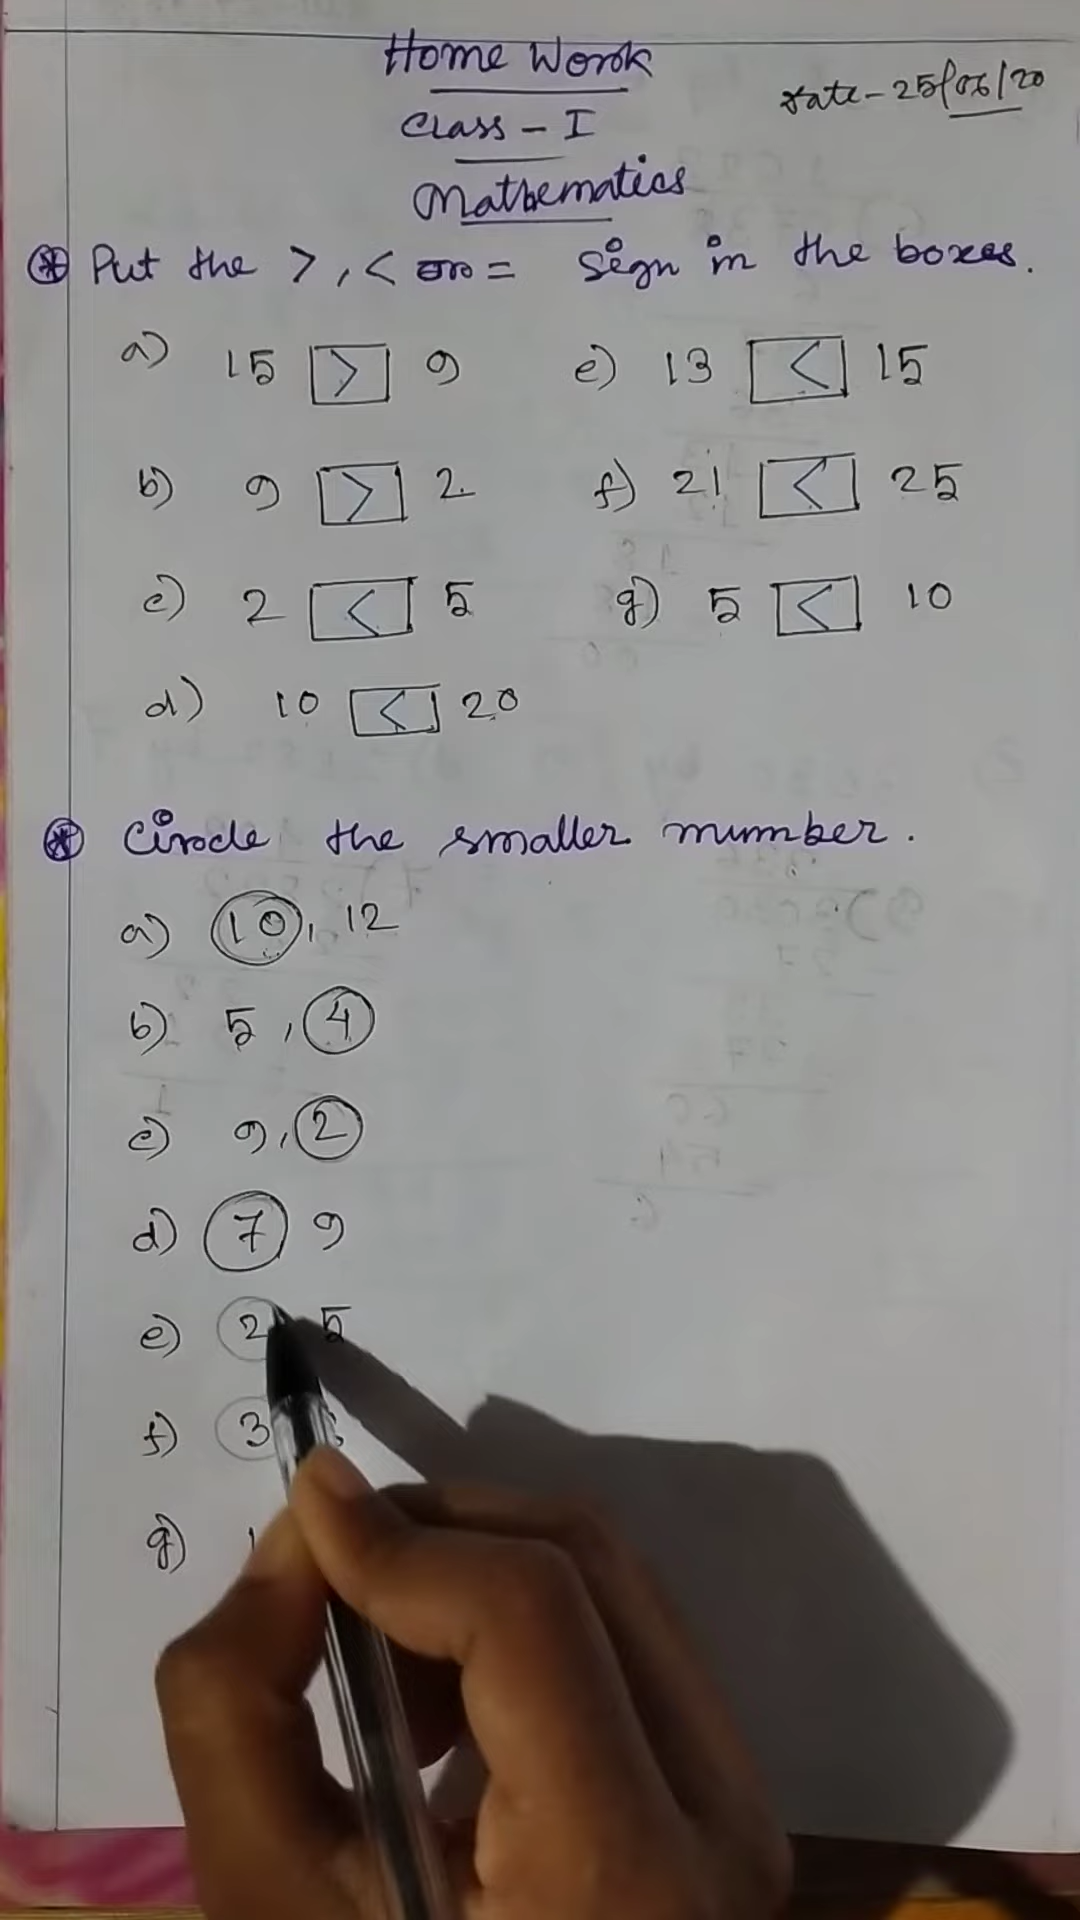 Home Work
Date - 25/06/20
Class - I
Mathematics
Put the >, < or = sign in the boxes.
a) 15 > 9 e) 13 < 15
b) 9 > 2 f) 21 < 25
c) 2 < 5 g) 5 < 10
d) 10 < 20
Circle the smaller number.
a) 10, 12
b) 5, 4
c) 9, 2
d) 7 9
e) 2 5
f) 3
g) 1